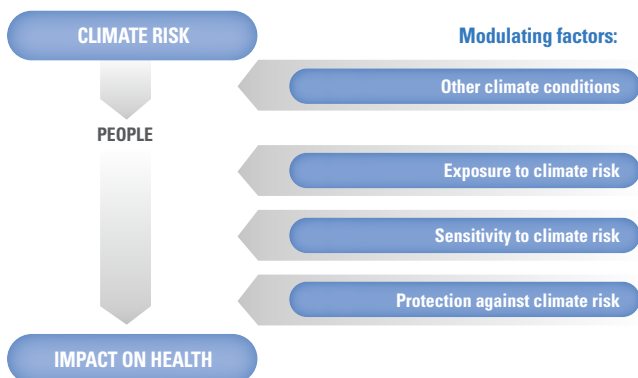 CLIMATE RISK
Modulating factors:
Other climate conditions
PEOPLE
Exposure to climate risk
Sensitivity to climate risk
Protection against climate risk
IMPACT ON HEALTH